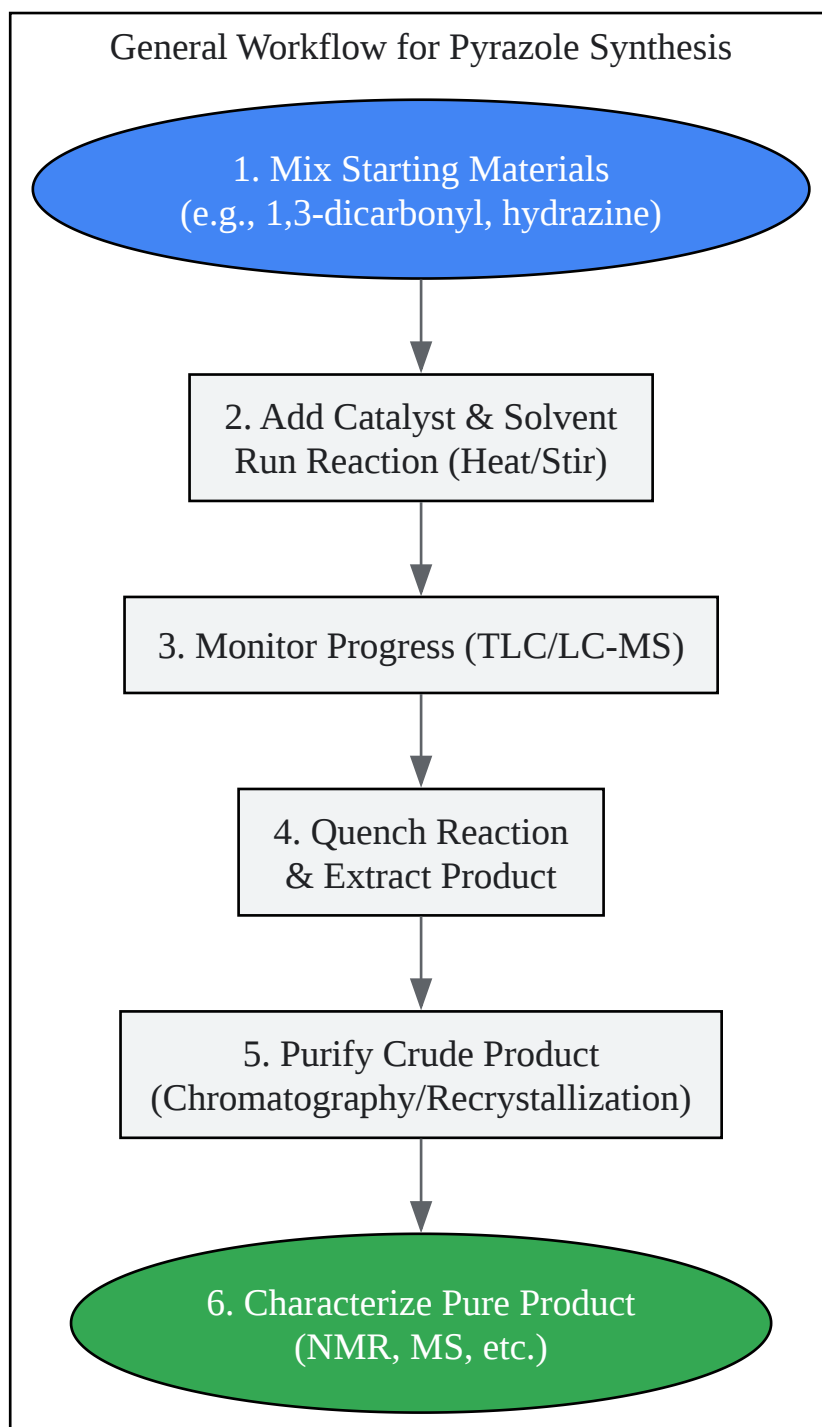 General Workflow for Pyrazole Synthesis
1. Mix Starting Materials
(e.g., 1,3-dicarbonyl, hydrazine)
2. Add Catalyst & Solvent
Run Reaction (Heat/Stir)
3. Monitor Progress (TLC/LC-MS)
4. Quench Reaction
& Extract Product
5. Purify Crude Product
(Chromatography/Recrystallization)
6. Characterize Pure Product
(NMR, MS, etc.)